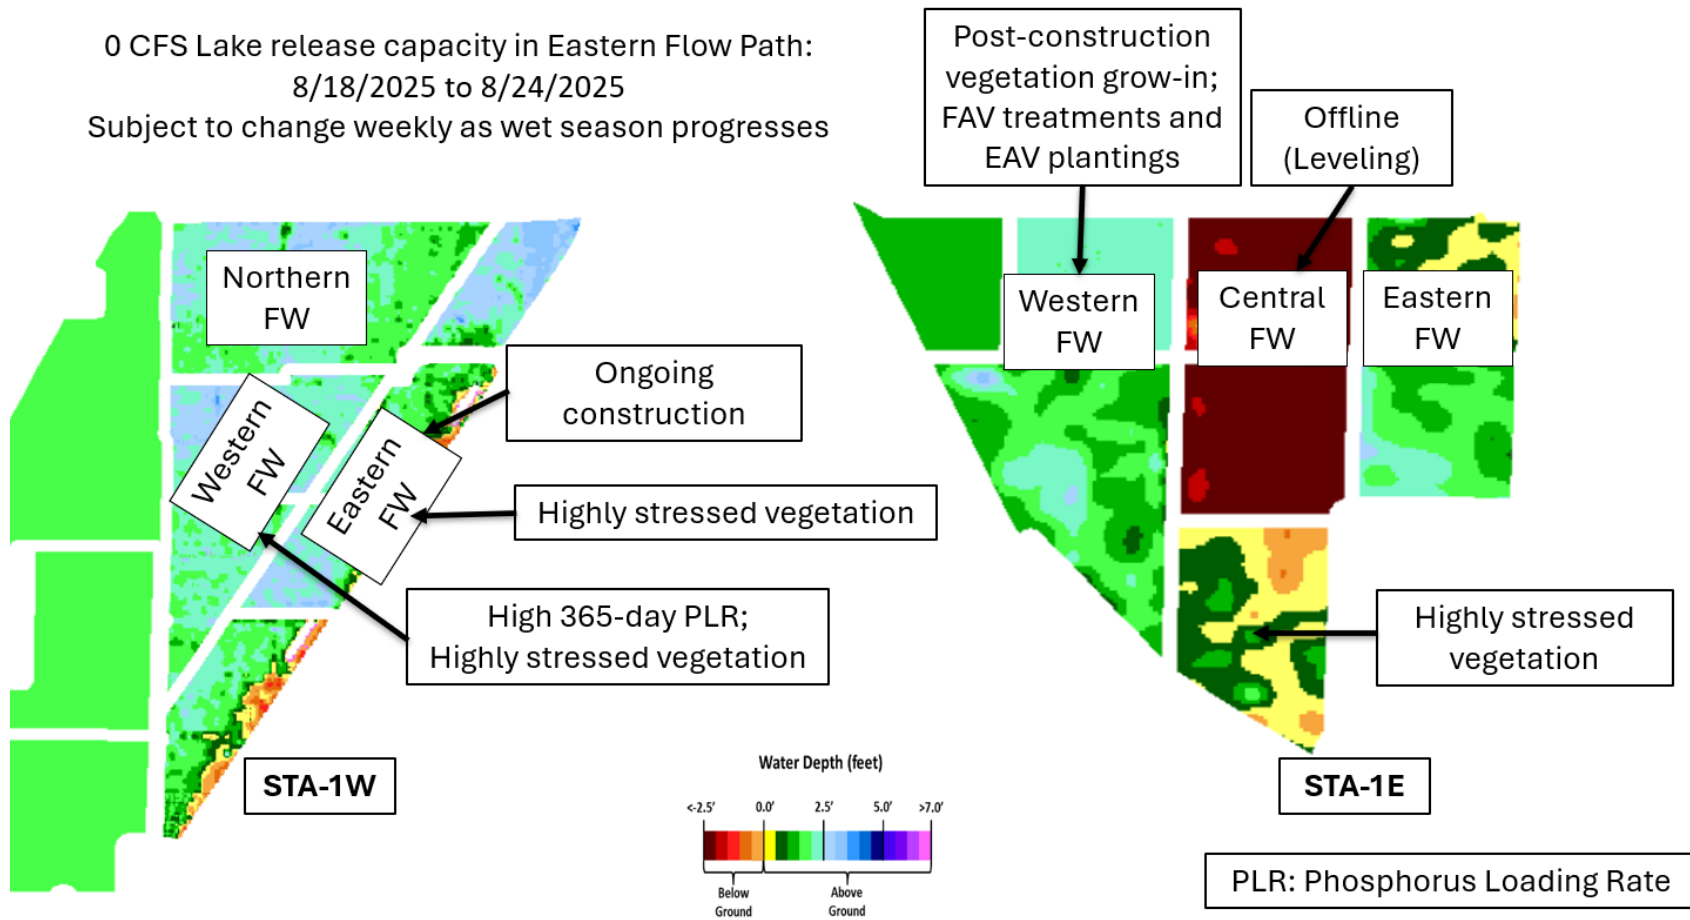 0 CFS Lake release capacity in Eastern Flow Path:
8/18/2025 to 8/24/2025
Subject to change weekly as wet season progresses
Post-construction
vegetation grow-in;
FAV treatments and
EAV plantings
Offline
(Leveling)
Northern
FW
Western
FW
Central
FW
Eastern
FW
Ongoing
construction
Western
FW
Eastern
FW
Highly stressed vegetation
High 365-day PLR;
Highly stressed vegetation
Highly stressed
vegetation
STA-1W
STA-1E
Water Depth (feet)
<-2.5' 0.0' 2.5' 5.0' >7.0'
Below
Ground
Above
Ground
PLR: Phosphorus Loading Rate